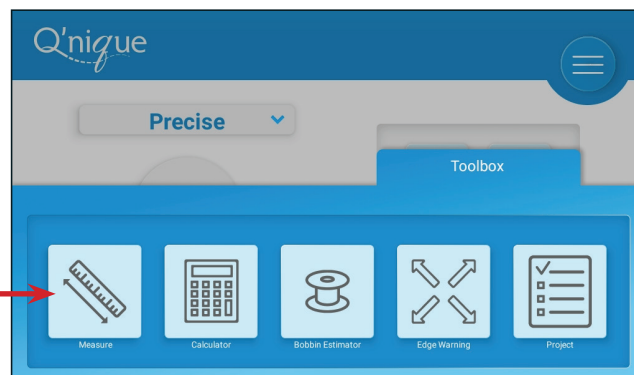 Q'nique
Precise
Toolbox
Measure
Calculator
Bobbin Estimator
Edge Warning
Project